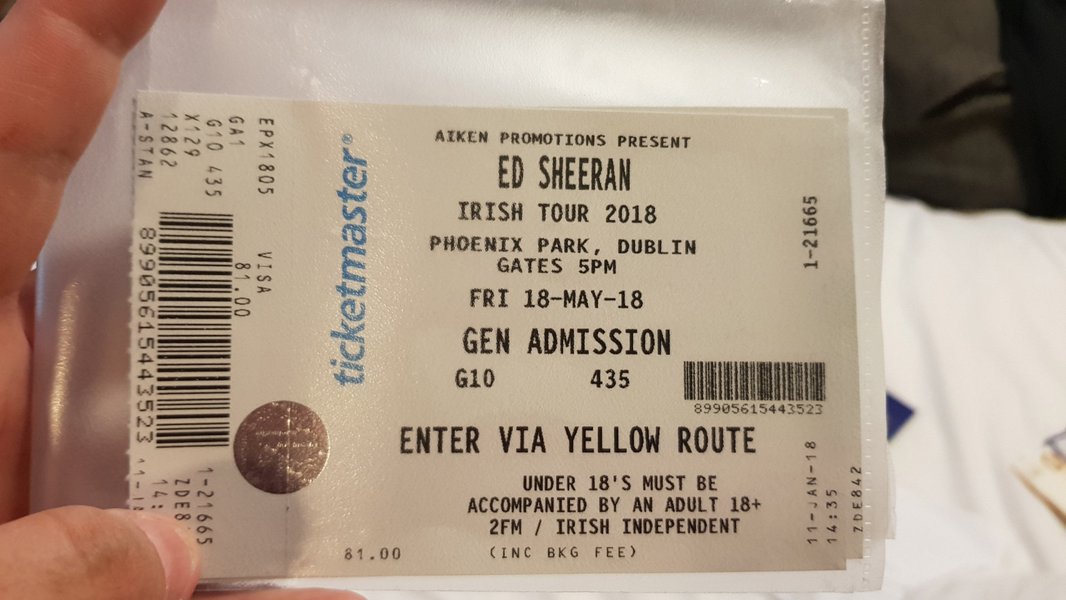 EPX1805 VISA
GA1 81.00
G10 435
X129
12862
A-STAN
89905615443523
1-21665
ticketmaster®
AIKEN PROMOTIONS PRESENT
ED SHEERAN
IRISH TOUR 2018
PHOENIX PARK, DUBLIN
GATES 5PM
FRI 18-MAY-18
GEN ADMISSION
G10 435
89905615443523
ENTER VIA YELLOW ROUTE
UNDER 18'S MUST BE
ACCOMPANIED BY AN ADULT 18+
2FM / IRISH INDEPENDENT
81.00 (INC BKG FEE)
1-21665
11-JAN-18
14:35
ZDE842